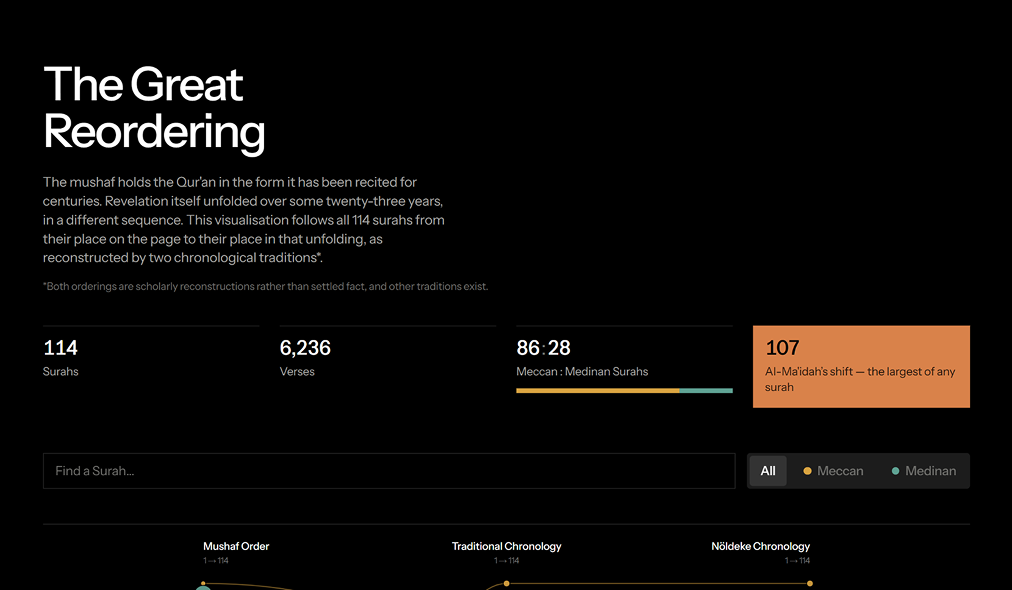 The Great
Reordering
The mushaf holds the Qur'an in the form it has been recited for
centuries. Revelation itself unfolded over some twenty-three years,
in a different sequence. This visualisation follows all 114 surahs from
their place on the page to their place in that unfolding, as
reconstructed by two chronological traditions*.
*Both orderings are scholarly reconstructions rather than settled fact, and other traditions exist.
114
Surahs
6,236
Verses
86:28
Meccan : Medinan Surahs
107
Al-Ma'idah's shift — the largest of any
surah
Find a Surah...
All
Meccan
Medinan
Mushaf Order
1 → 114
Traditional Chronology
1 → 114
Nöldeke Chronology
1 → 114